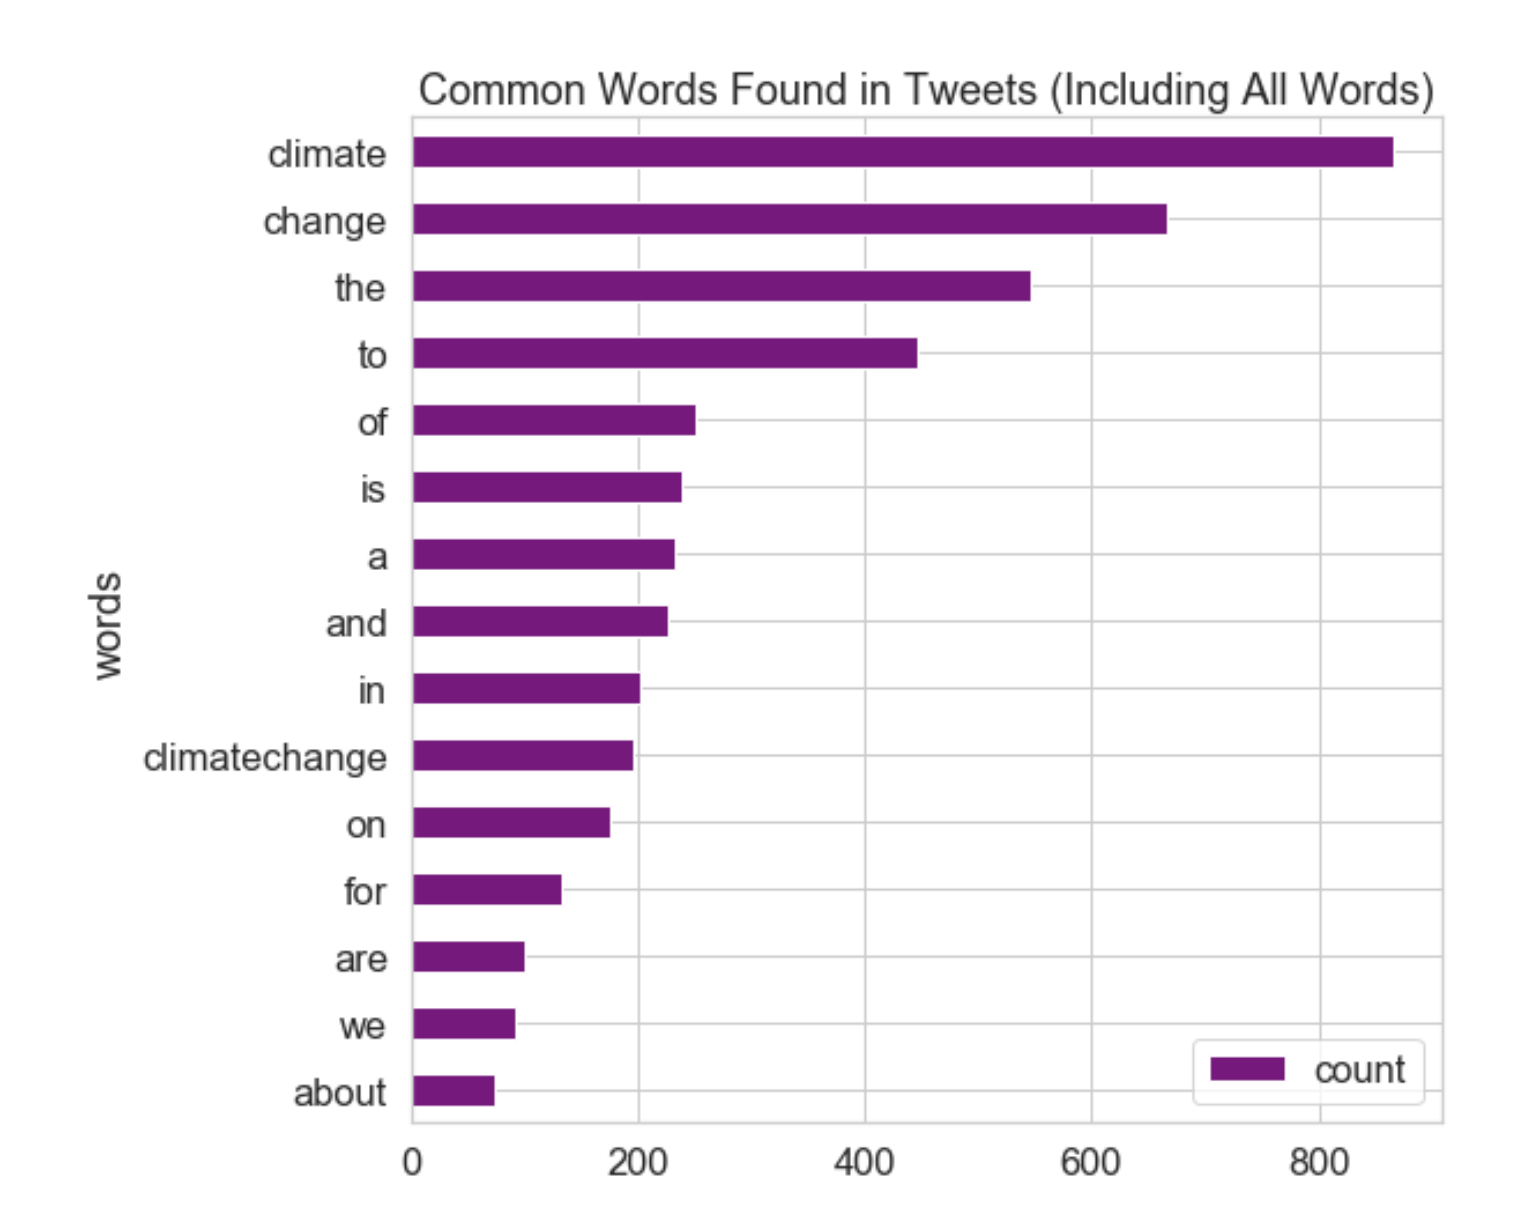 Common Words Found in Tweets (Including All Words)
climate
change
the
to
of
is
a
and
in
climatechange
on
for
are
we
about
words
count
0 200 400 600 800